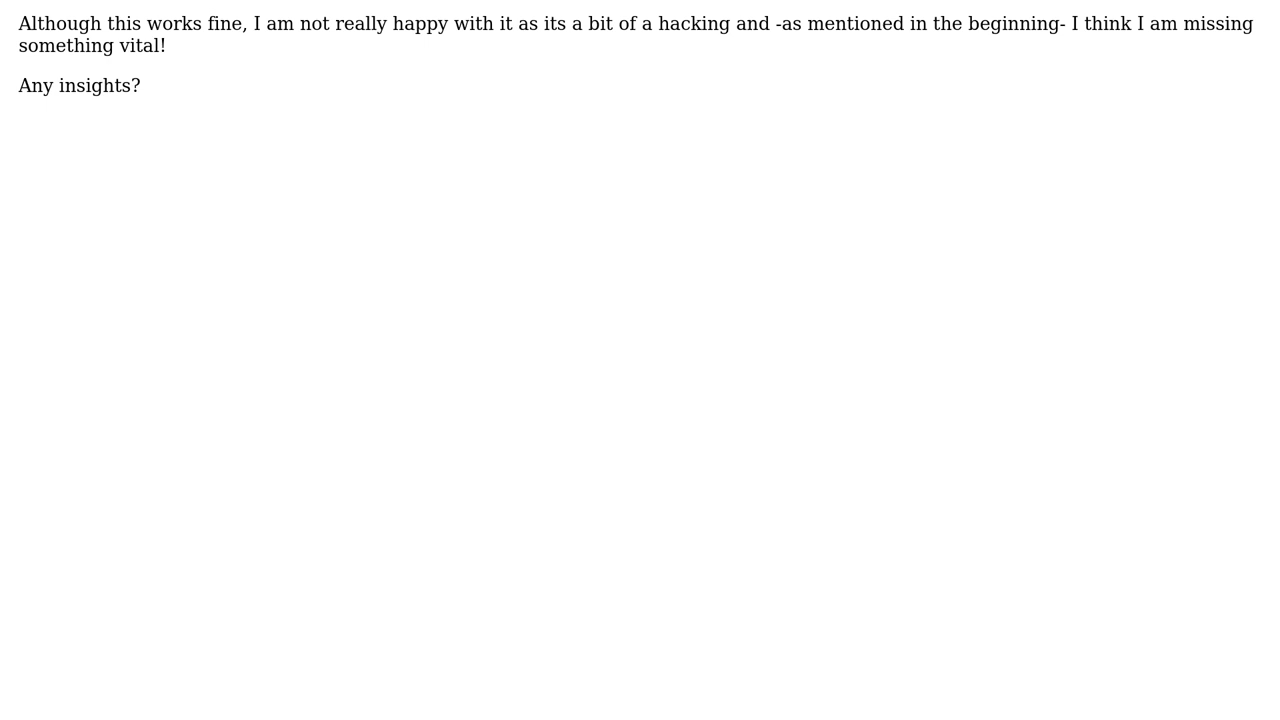 Although this works fine, I am not really happy with it as its a bit of a hacking and -as mentioned in the beginning- I think I am missing
something vital!
Any insights?